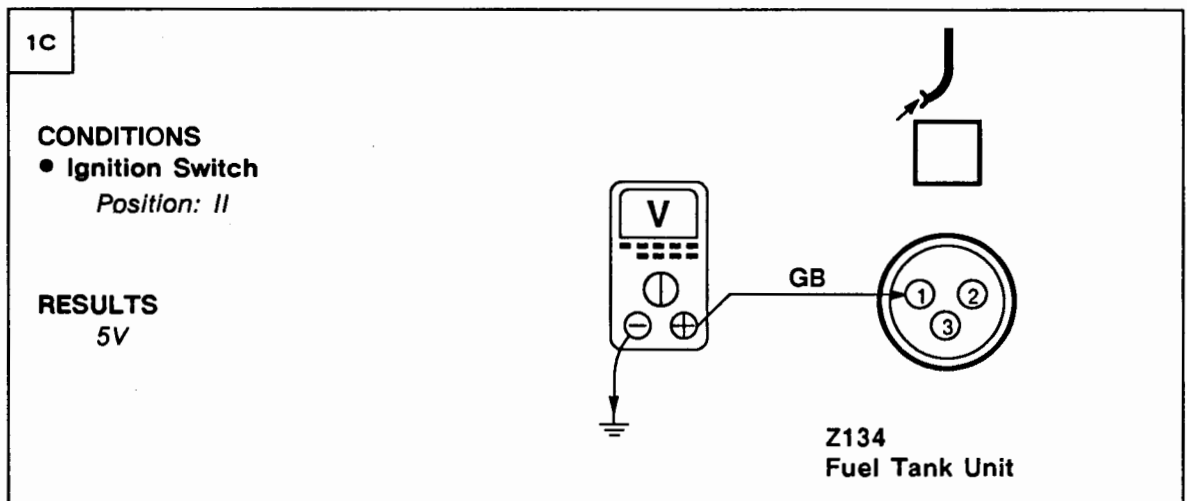 1C
CONDITIONS
● Ignition Switch
Position: II
RESULTS
5V
V
GB
1 2
3
Z134
Fuel Tank Unit